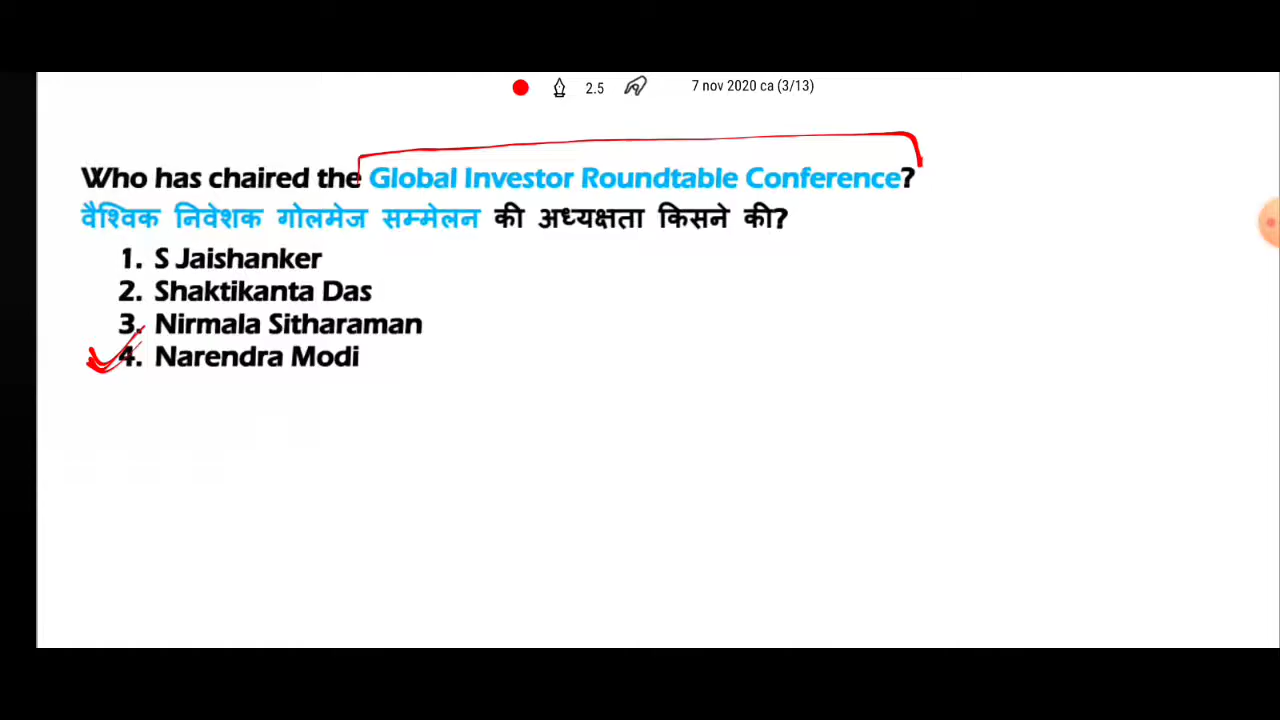 2.5 7 nov 2020 ca (3/13)
Who has chaired the Global Investor Roundtable Conference?
वैश्विक निवेशक गोलमेज सम्मेलन की अध्यक्षता किसने की?
1. S Jaishanker
2. Shaktikanta Das
3. Nirmala Sitharaman
4. Narendra Modi